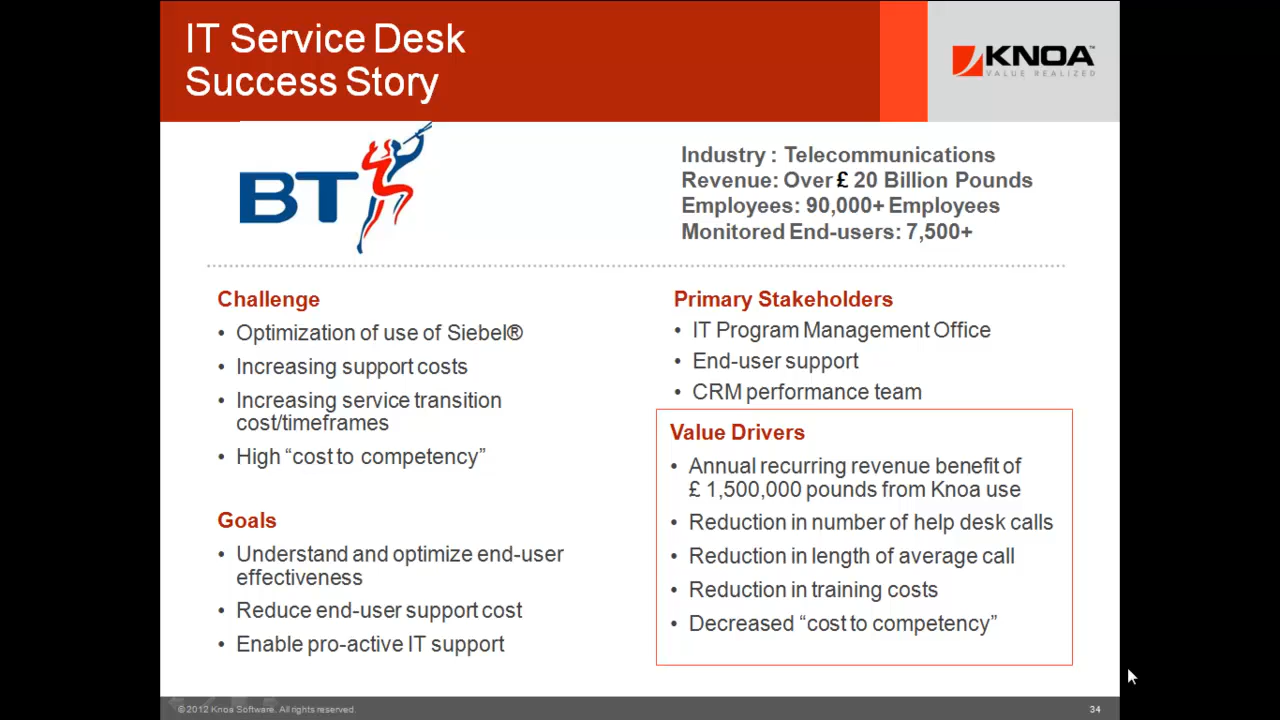 IT Service Desk
Success Story
KNOA™
VALUE REALIZED
BT
Industry : Telecommunications
Revenue: Over £ 20 Billion Pounds
Employees: 90,000+ Employees
Monitored End-users: 7,500+
Challenge
• Optimization of use of Siebel®
• Increasing support costs
• Increasing service transition
cost/timeframes
• High “cost to competency”
Goals
• Understand and optimize end-user
effectiveness
• Reduce end-user support cost
• Enable pro-active IT support
Primary Stakeholders
• IT Program Management Office
• End-user support
• CRM performance team
Value Drivers
• Annual recurring revenue benefit of
£ 1,500,000 pounds from Knoa use
• Reduction in number of help desk calls
• Reduction in length of average call
• Reduction in training costs
• Decreased “cost to competency”
© 2012 Knoa Software. All rights reserved.
34